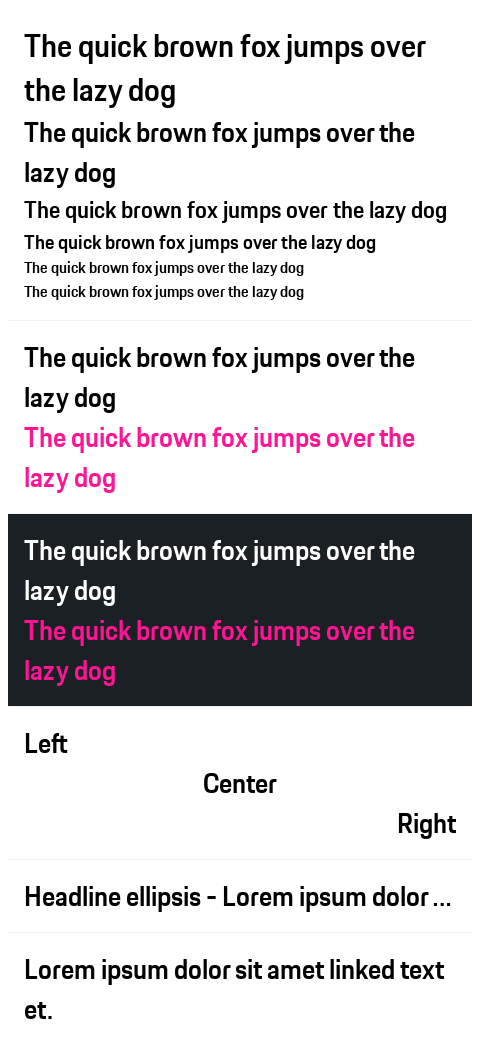 The quick brown fox jumps over
the lazy dog
The quick brown fox jumps over the
lazy dog
The quick brown fox jumps over the lazy dog
The quick brown fox jumps over the lazy dog
The quick brown fox jumps over the lazy dog
The quick brown fox jumps over the lazy dog
The quick brown fox jumps over the
lazy dog
The quick brown fox jumps over the
lazy dog
The quick brown fox jumps over the
lazy dog
The quick brown fox jumps over the
lazy dog
Left
Center
Right
Headline ellipsis - Lorem ipsum dolor ...
Lorem ipsum dolor sit amet linked text
et.